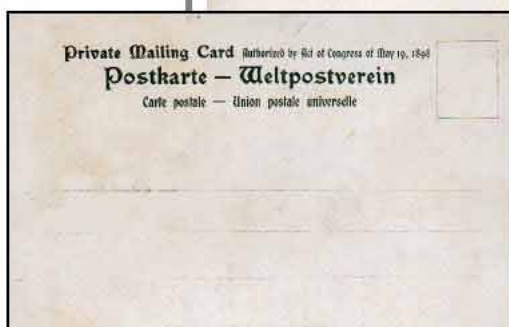 Private Mailing Card Authorized by Act of Congress of May 19, 1898
Postkarte — Weltpostverein
Carte postale — Union postale universelle